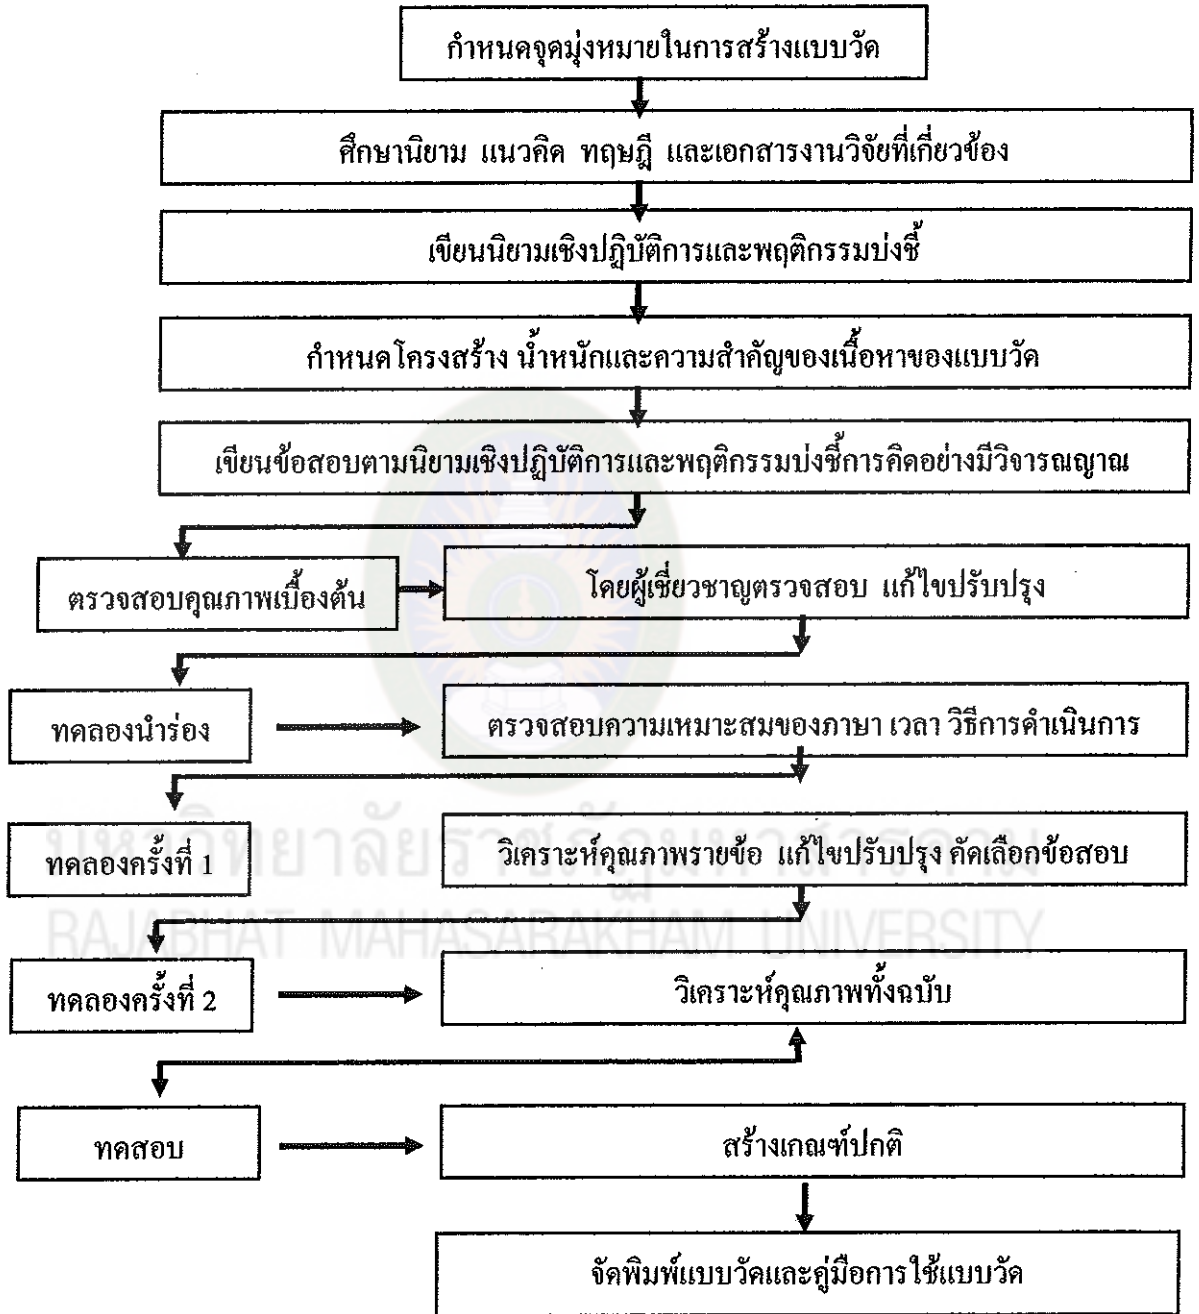 กำหนดจุดมุ่งหมายในการสร้างแบบวัด
ศึกษานิยาม แนวคิด ทฤษฎี และเอกสารงานวิจัยที่เกี่ยวข้อง
เขียนนิยามเชิงปฏิบัติการและพฤติกรรมบ่งชี้
กำหนดโครงสร้าง น้ำหนักและความสำคัญของเนื้อหาของแบบวัด
เขียนข้อสอบตามนิยามเชิงปฏิบัติการและพฤติกรรมบ่งชี้การคิดอย่างมีวิจารณญาณ
ตรวจสอบคุณภาพเบื้องต้น
โดยผู้เชี่ยวชาญตรวจสอบ แก้ไขปรับปรุง
ทดลองนำร่อง
ตรวจสอบความเหมาะสมของภาษา เวลา วิธีการดำเนินการ
ทดลองครั้งที่ 1
วิเคราะห์คุณภาพรายข้อ แก้ไขปรับปรุง คัดเลือกข้อสอบ
มหาวิทยาลัยราชภัฏมหาสารคาม
RAJABHAT MAHASARAKHAM UNIVERSITY
ทดลองครั้งที่ 2
วิเคราะห์คุณภาพทั้งฉบับ
ทดสอบ
สร้างเกณฑ์ปกติ
จัดพิมพ์แบบวัดและคู่มือการใช้แบบวัด